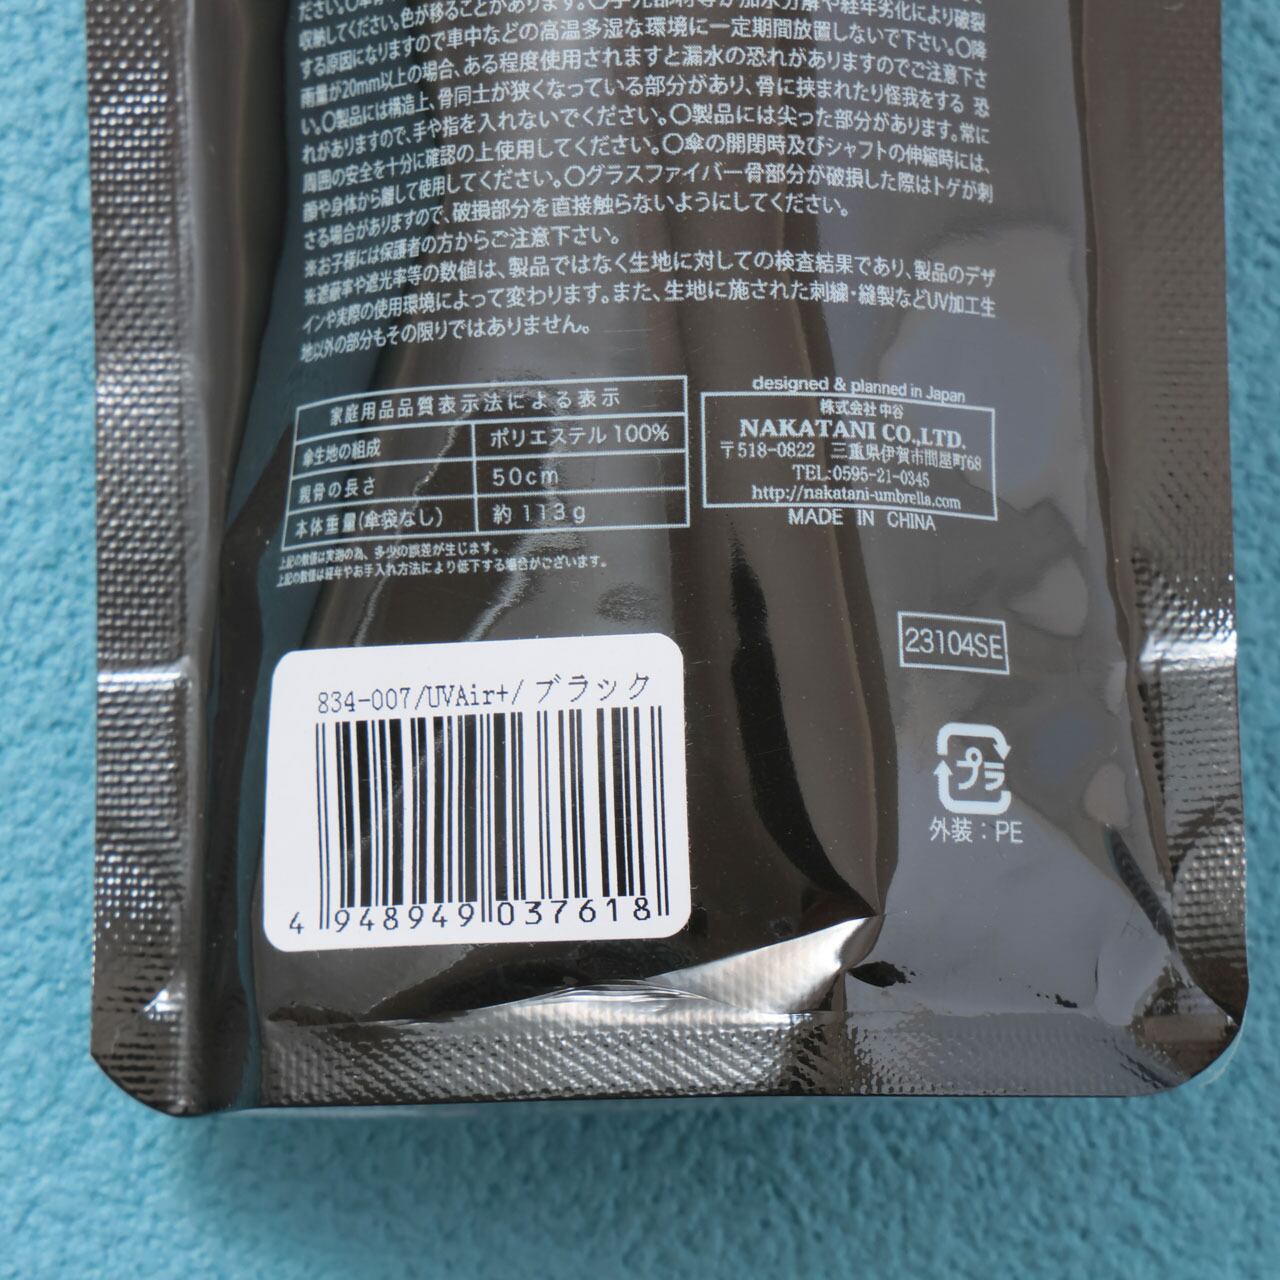 収納してください。色が移ることがあります。〇手元部材等が加水分解や経年劣化により破裂
する原因になりますので車中などの高温多湿な環境に一定期間放置しないで下さい。〇降
雨量が20mm以上の場合、ある程度使用されますと漏水の恐れがありますのでご注意下さ
い。〇製品には構造上、骨同士が狭くなっている部分があり、骨に挟まれたり怪我をする 恐
れがありますので、手や指を入れないでください。〇製品には尖った部分があります。常に
周囲の安全を十分に確認の上使用してください。〇傘の開閉時及びシャフトの伸縮時には、
顔や身体から離して使用してください。〇グラスファイバー骨部分が破損した際はトゲが刺
さる場合がありますので、破損部分を直接触らないようにしてください。
※お子様には保護者の方からご注意下さい。
※遮蔽率や遮光率等の数値は、製品ではなく生地に対しての検査結果であり、製品のデザ
インや実際の使用環境によって変わります。また、生地に施された刺繍・縫製などUV加工生
地以外の部分もその限りではありません。
家庭用品品質表示法による表示
傘生地の組成 ポリエステル100%
親骨の長さ 50cm
本体重量(傘袋なし) 約113g
上記の数値は実測の為、多少の誤差が生じます。
上記の数値は経年やお手入れ方法により低下する場合がございます。
designed & planned in Japan
株式会社 中谷
NAKATANI CO.,LTD.
〒518-0822 三重県伊賀市問屋町68
TEL:0595-21-0345
http://nakatani-umbrella.com
MADE IN CHINA
23104SE
プラ
外装：PE
834-007/UVAir+/ブラック
4 948949 037618